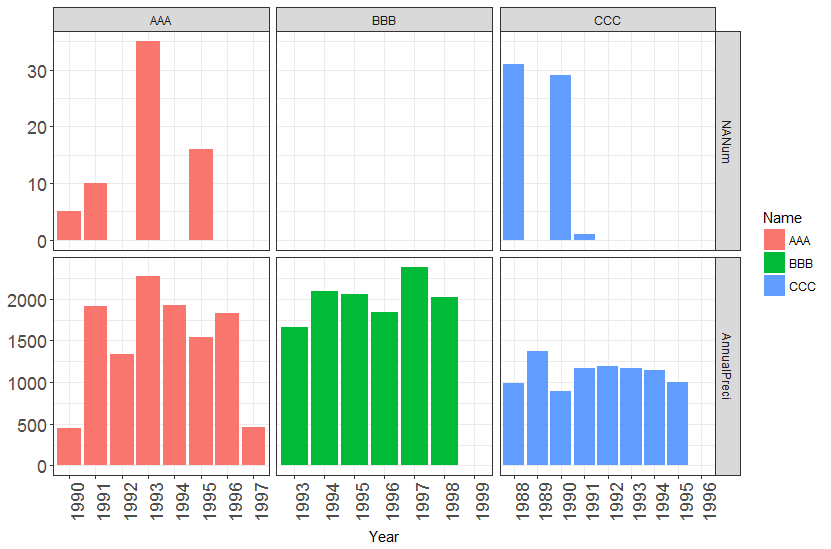 AAA BBB CCC
30
20
10
0
NANum
2000
1500
1000
500
0
AnnualPreci
1990 1991 1992 1993 1994 1995 1996 1997
1993 1994 1995 1996 1997 1998 1999
1988 1989 1990 1991 1992 1993 1994 1995 1996
Year
Name
AAA
BBB
CCC